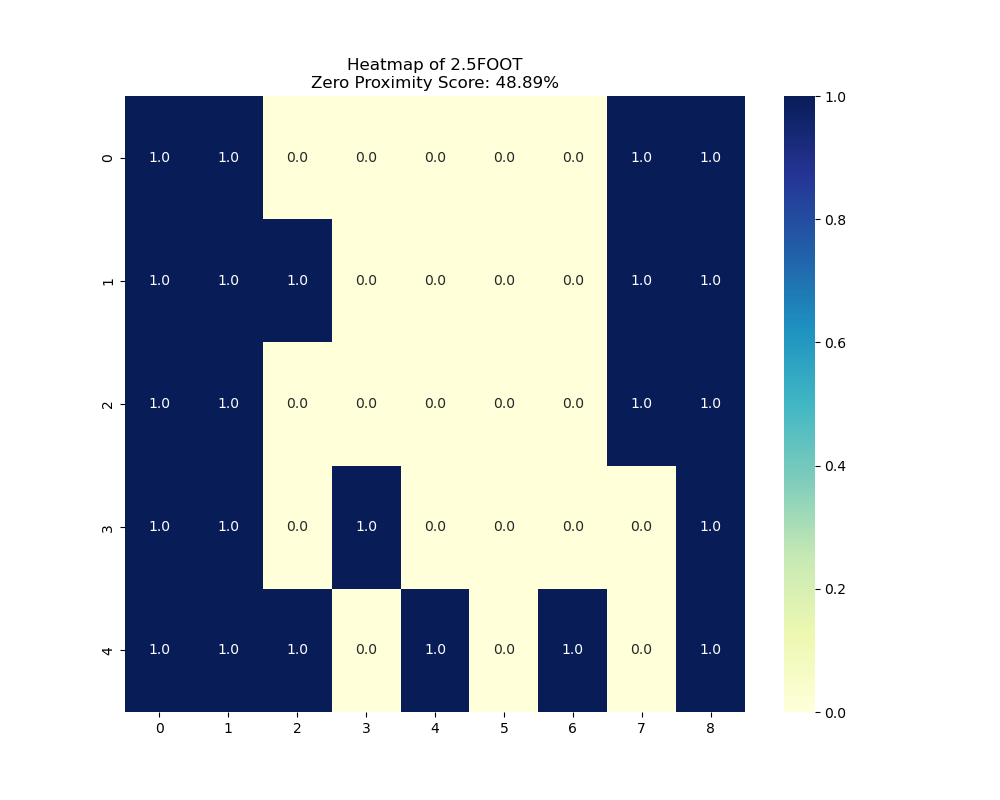 Heatmap of 2.5FOOT
Zero Proximity Score: 48.89%
0 1.0 1.0 0.0 0.0 0.0 0.0 0.0 1.0 1.0
1 1.0 1.0 1.0 0.0 0.0 0.0 0.0 1.0 1.0
2 1.0 1.0 0.0 0.0 0.0 0.0 0.0 1.0 1.0
3 1.0 1.0 0.0 1.0 0.0 0.0 0.0 0.0 1.0
4 1.0 1.0 1.0 0.0 1.0 0.0 1.0 0.0 1.0
0 1 2 3 4 5 6 7 8
1.0
0.8
0.6
0.4
0.2
0.0